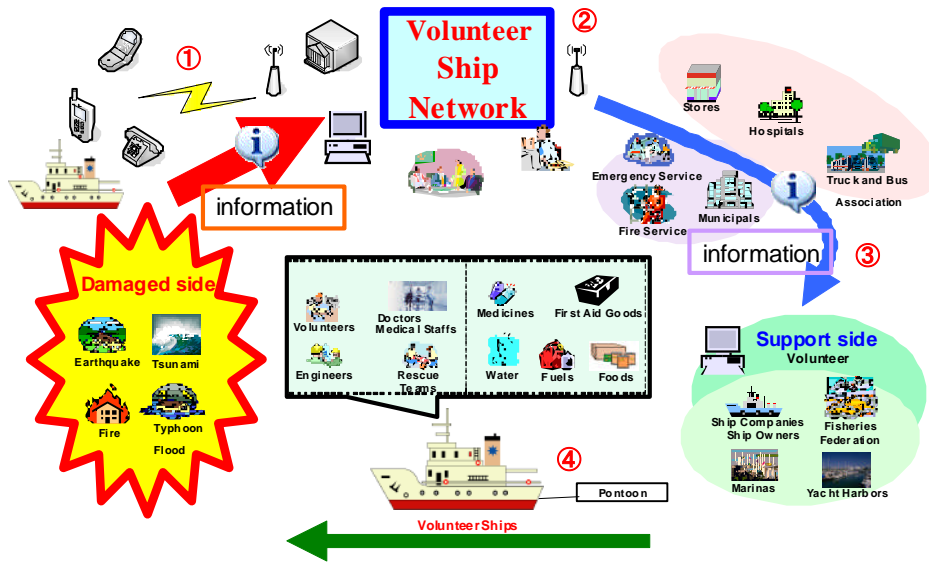 ①
②
Volunteer
Ship
Network
Stores
Hospitals
Truck and Bus
Association
Emergency Service
Fire Service
Municipals
information
information
③
Damaged side
Earthquake
Tsunami
Fire
Typhoon
Flood
Volunteers
Doctors
Medical Staffs
Engineers
Rescue
Teams
Medicines
First Aid Goods
Water
Fuels
Foods
Support side
Volunteer
Ship Companies
Ship Owners
Fisheries
Federation
Marinas
Yacht Harbors
④
Pontoon
Volunteer Ships